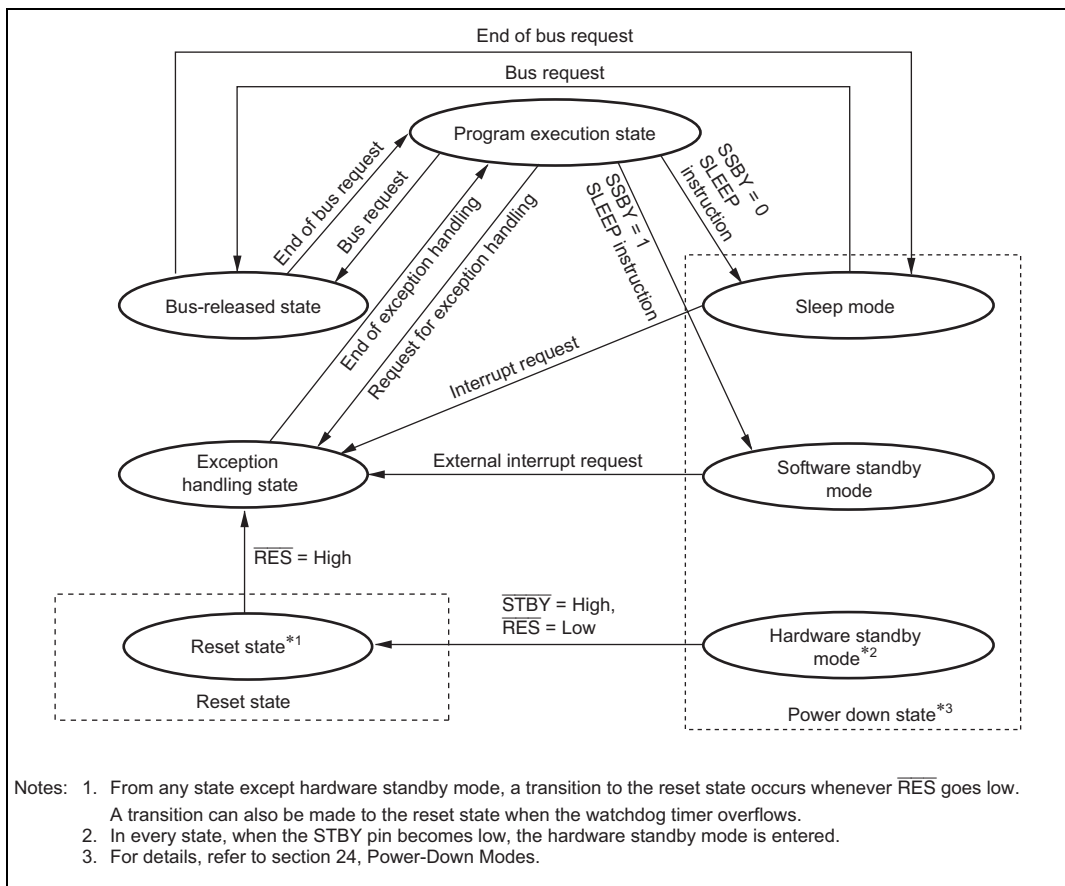 End of bus request
Bus request
Program execution state
End of bus request
Bus request
End of exception handling
Request for exception handling
SSBY = 1
SLEEP instruction
SSBY = 0
SLEEP
instruction
Bus-released state
Sleep mode
Interrupt request
Exception
handling state
External interrupt request
Software standby
mode
RES = High
STBY = High,
RES = Low
Reset state*1
Hardware standby
mode*2
Reset state
Power down state*3
Notes: 1. From any state except hardware standby mode, a transition to the reset state occurs whenever RES goes low.
A transition can also be made to the reset state when the watchdog timer overflows.
2. In every state, when the STBY pin becomes low, the hardware standby mode is entered.
3. For details, refer to section 24, Power-Down Modes.